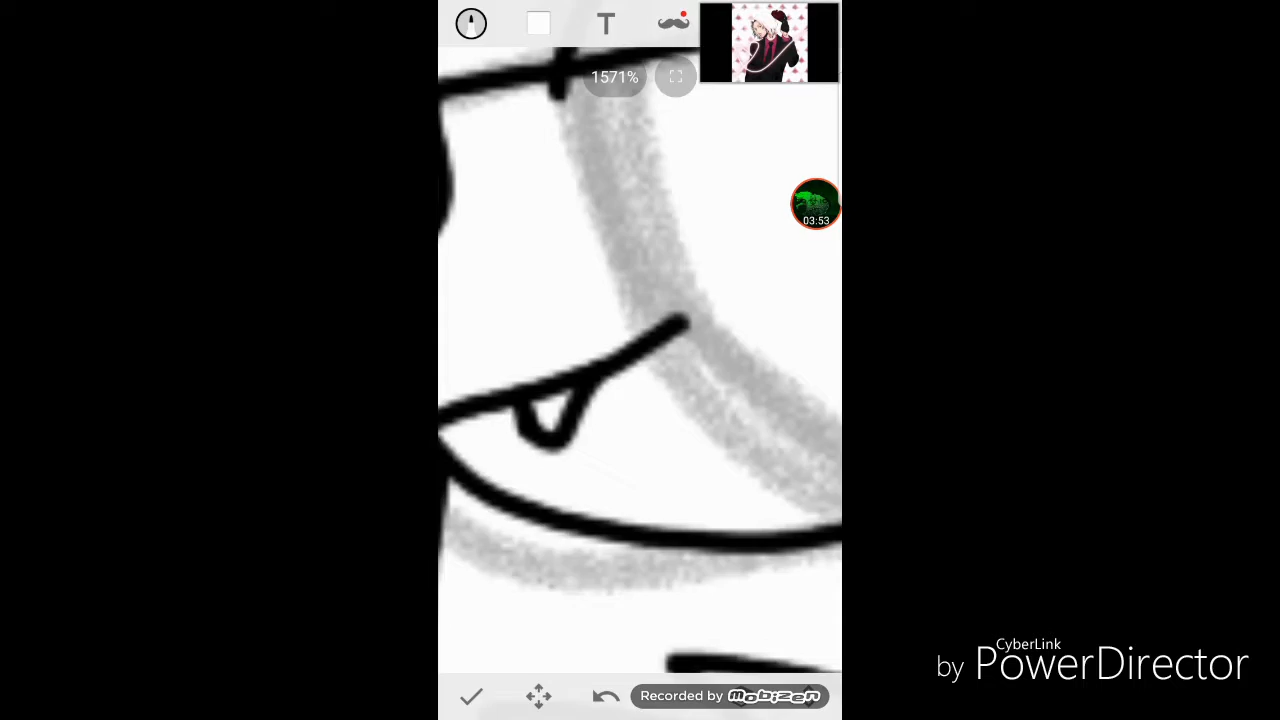 T
1571%
03:53
CyberLink
by PowerDirector
Recorded by mobizen